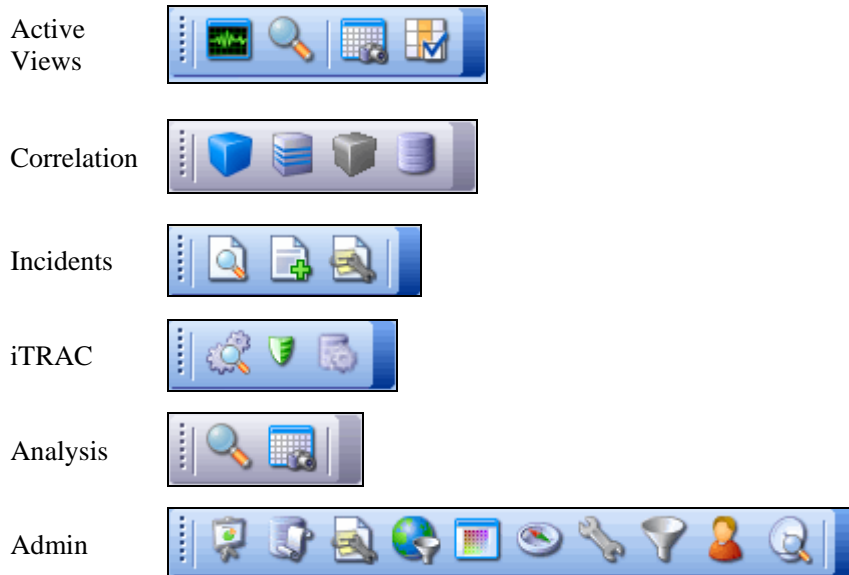 Active
Views
Correlation
Incidents
iTRAC
Analysis
Admin